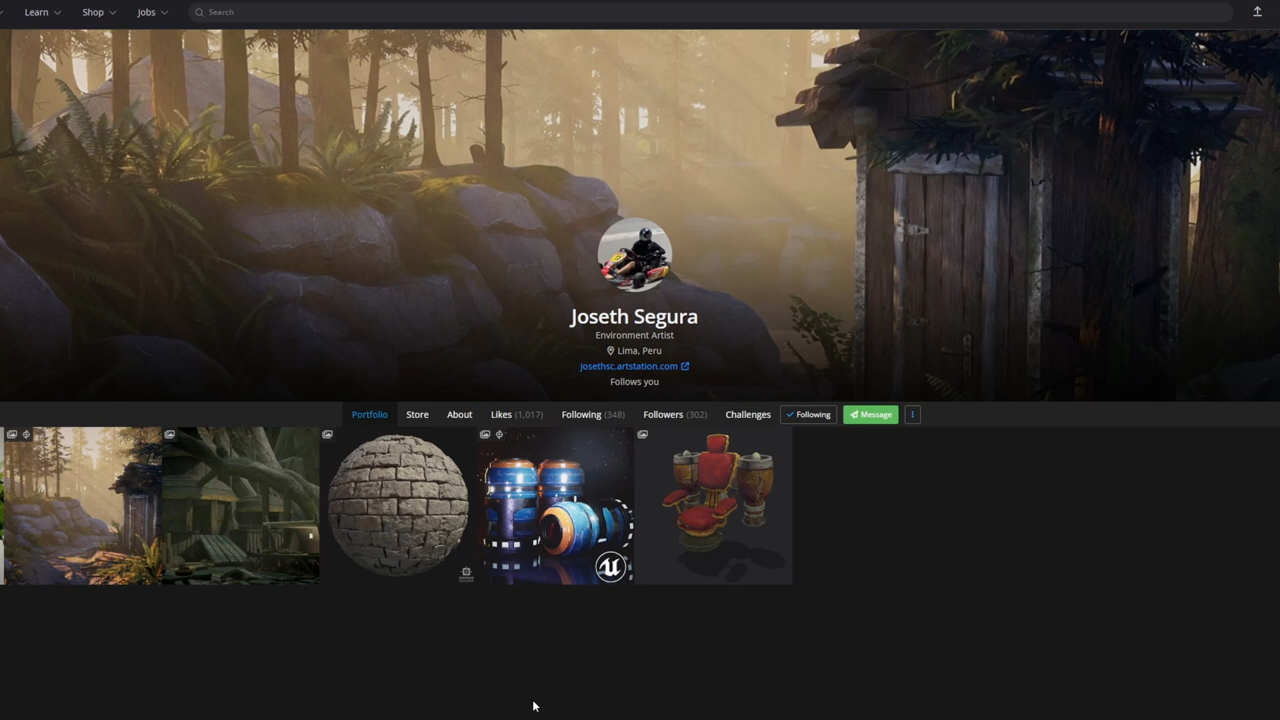 Learn Shop Jobs Search
Joseth Segura
Environment Artist
Lima, Peru
josethsc.artstation.com
Follows you
Portfolio Store About Likes (1,017) Following (348) Followers (302) Challenges Following Message